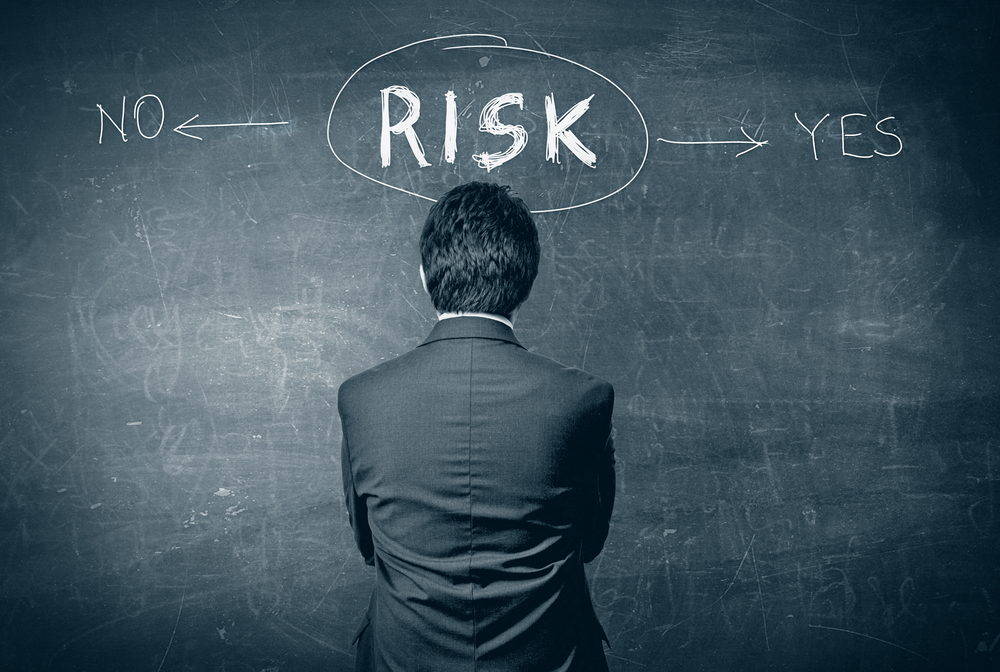 NO ← RISK → YES